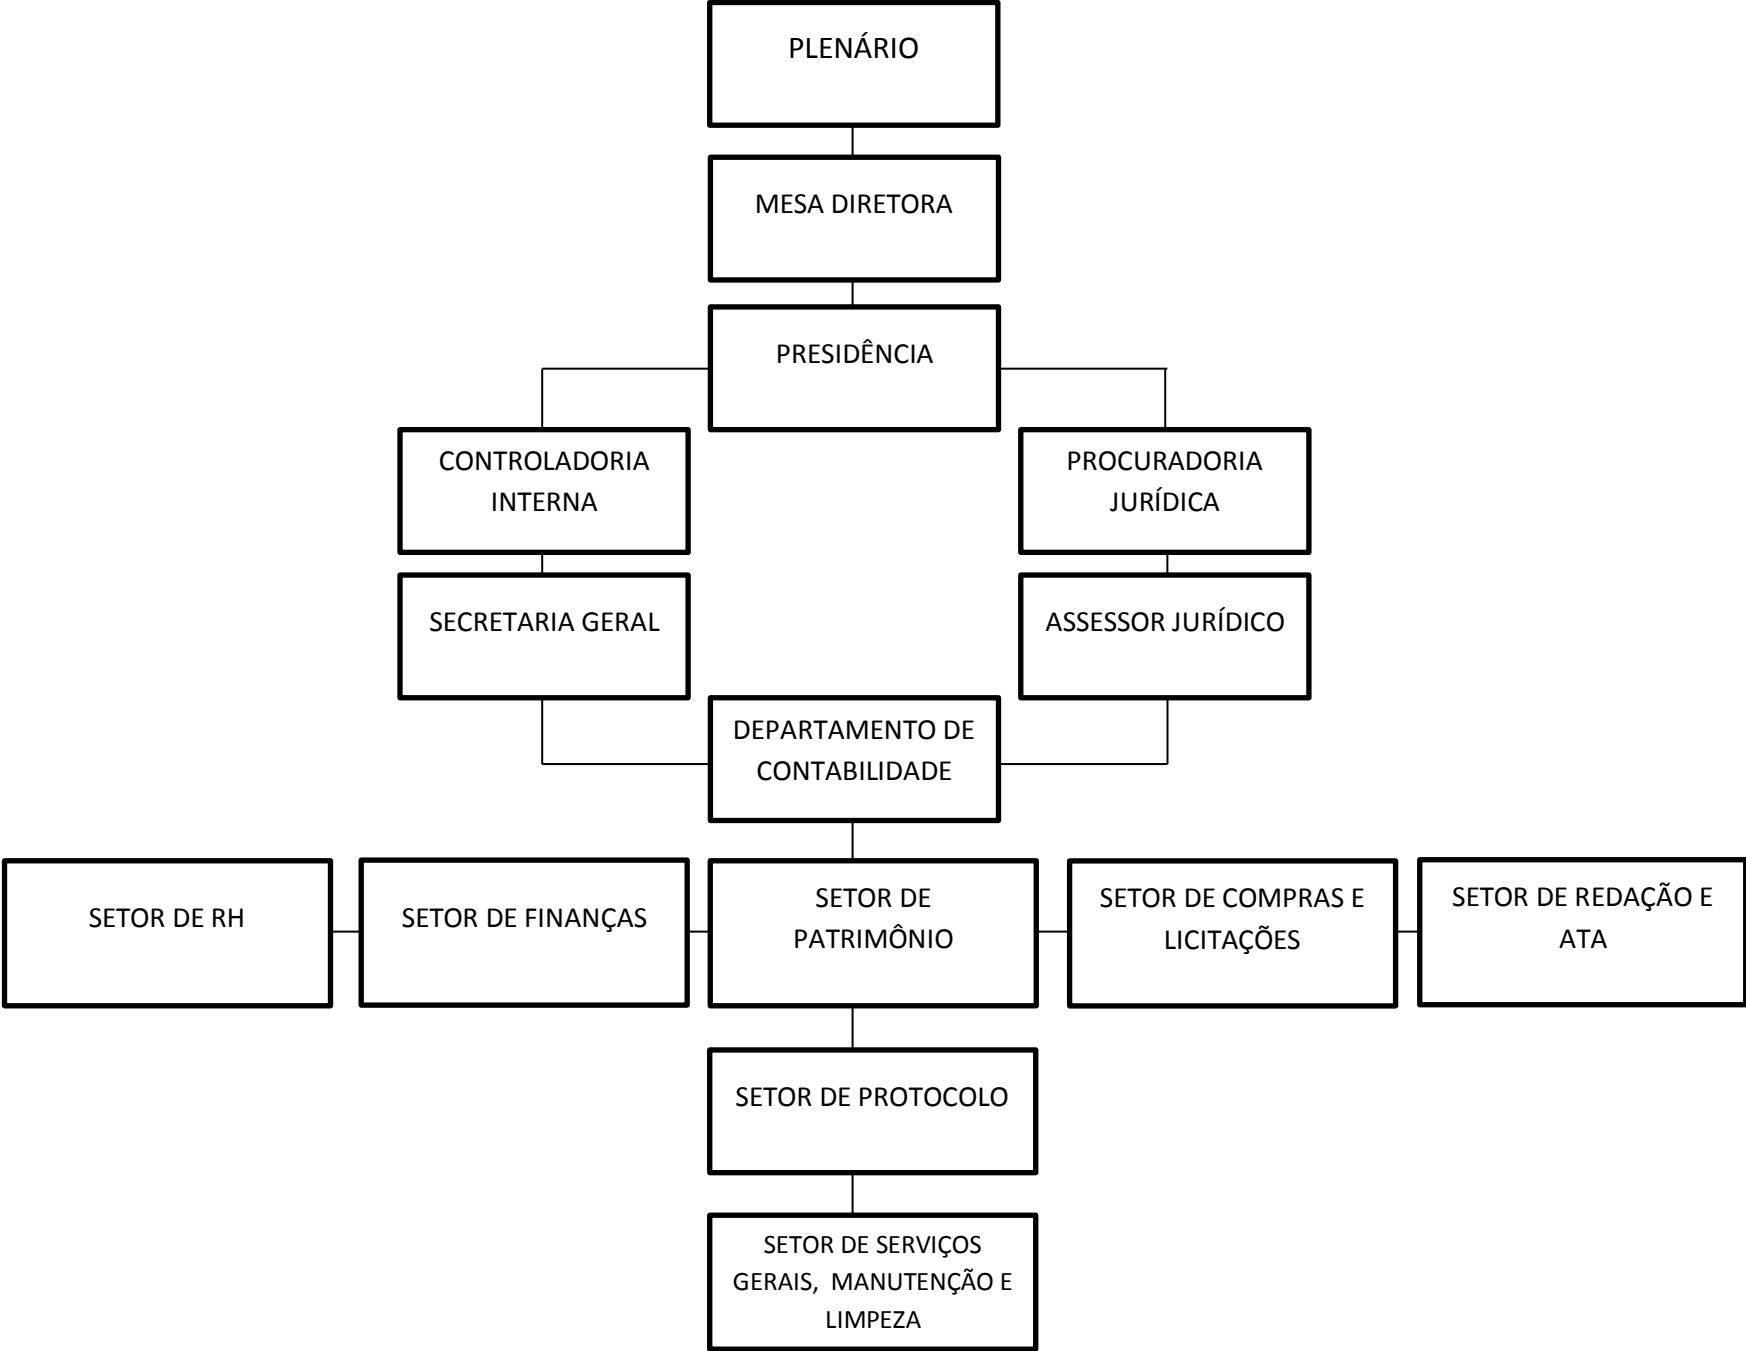 PLENÁRIO
MESA DIRETORA
PRESIDÊNCIA
CONTROLADORIA
INTERNA
PROCURADORIA
JURÍDICA
SECRETARIA GERAL
ASSESSOR JURÍDICO
DEPARTAMENTO DE
CONTABILIDADE
SETOR DE RH
SETOR DE FINANÇAS
SETOR DE
PATRIMÔNIO
SETOR DE COMPRAS E
LICITAÇÕES
SETOR DE REDAÇÃO E
ATA
SETOR DE PROTOCOLO
SETOR DE SERVIÇOS
GERAIS,  MANUTENÇÃO E
LIMPEZA